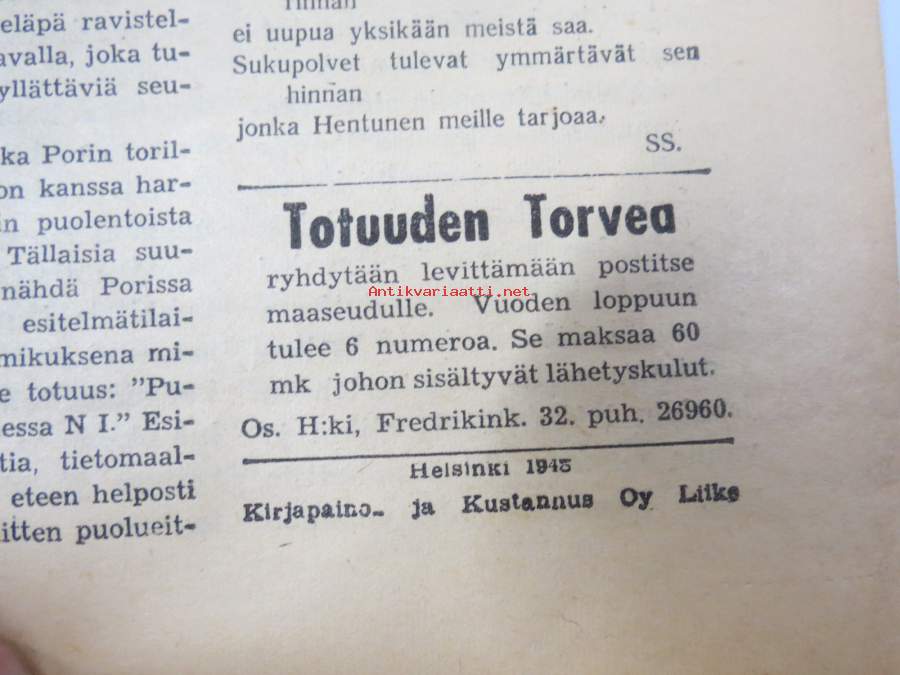 eläpä ravistel-
avalla, joka tu-
yllättäviä seu-
ka Porin toril-
on kanssa har-
in puolentoista
Tällaisia suu-
nähdä Porissa
esitelmätilai-
mikuksena mi-
e totuus: "Pu-
essa N I." Esi-
tia, tietomaal-
eteen helposti
itten puolueit-
ei uupua yksikään meistä saa.
Sukupolvet tulevat ymmärtävät sen
hinnan
jonka Hentunen meille tarjoaa.
SS.
Totuuden Torvea
ryhdytään levittämään postitse
maaseudulle. Vuoden loppuun
tulee 6 numeroa. Se maksaa 60
mk johon sisältyvät lähetyskulut.
Os. H:ki, Fredrikink. 32. puh. 26960.
Helsinki 1945
Kirjapaino- ja Kustannus Oy Liike
Antikvariaatti.net